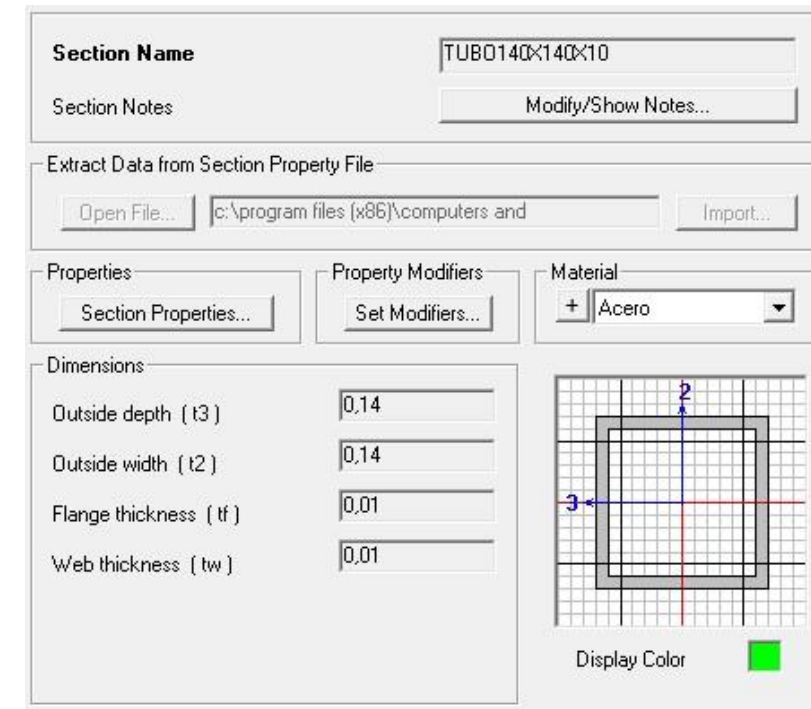 Section Name TUBO140X140X10
Section Notes Modify/Show Notes...
Extract Data from Section Property File
Open File... c:\program files (x86)\computers and Import...
Properties Property Modifiers Material
Section Properties... Set Modifiers... + Acero
Dimensions
Outside depth ( t3 ) 0,14
Outside width ( t2 ) 0,14
Flange thickness ( tf ) 0,01
Web thickness ( tw ) 0,01
2
3
Display Color